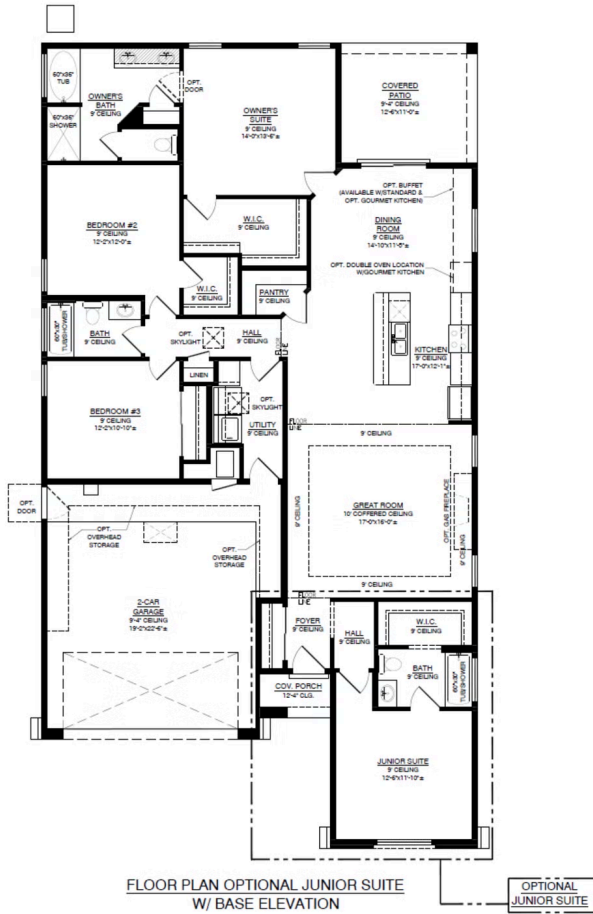 60"x36"
TUB
OWNER'S
BATH
9' CEILING
60"x36"
SHOWER
OPT.
DOOR
OWNER'S
SUITE
9' CEILING
14'-0"x13'-6"±
COVERED
PATIO
9'-4" CEILING
12'-6"x11'-0"±
OPT. BUFFET
(AVAILABLE W/STANDARD &
OPT. GOURMET KITCHEN)
BEDROOM #2
9' CEILING
12'-2"x12'-0"±
W.I.C.
9' CEILING
DINING
ROOM
9' CEILING
14'-10"x11'-5"±
OPT. DOUBLE OVEN LOCATION
W/GOURMET KITCHEN
W.I.C.
9' CEILING
PANTRY
9' CEILING
60"x30"
TUB/SHOWER
BATH
9' CEILING
OPT.
SKYLIGHT
HALL
9' CEILING
FLOOR
LINE
KITCHEN
9' CEILING
17'-0"x12'-1"±
LINEN
BEDROOM #3
9' CEILING
12'-2"x10'-10"±
OPT.
SKYLIGHT
UTILITY
9' CEILING
FLOOR
LINE
9' CEILING
OPT.
DOOR
OPT.
OVERHEAD
STORAGE
OPT.
OVERHEAD
STORAGE
9' CEILING
GREAT ROOM
10' COFFERED CEILING
17'-0"x16'-0"±
OPT. GAS FIREPLACE
9' CEILING
9' CEILING
2-CAR
GARAGE
9'-4" CEILING
19'-2"x22'-6"±
FLOOR
LINE
FOYER
9' CEILING
HALL
9' CEILING
W.I.C.
9' CEILING
BATH
9' CEILING
60"x30"
TUB/SHOWER
COV. PORCH
12'-4" CLG.
JUNIOR SUITE
9' CEILING
12'-6"x11'-10"±
FLOOR PLAN OPTIONAL JUNIOR SUITE
W/ BASE ELEVATION
OPTIONAL
JUNIOR SUITE